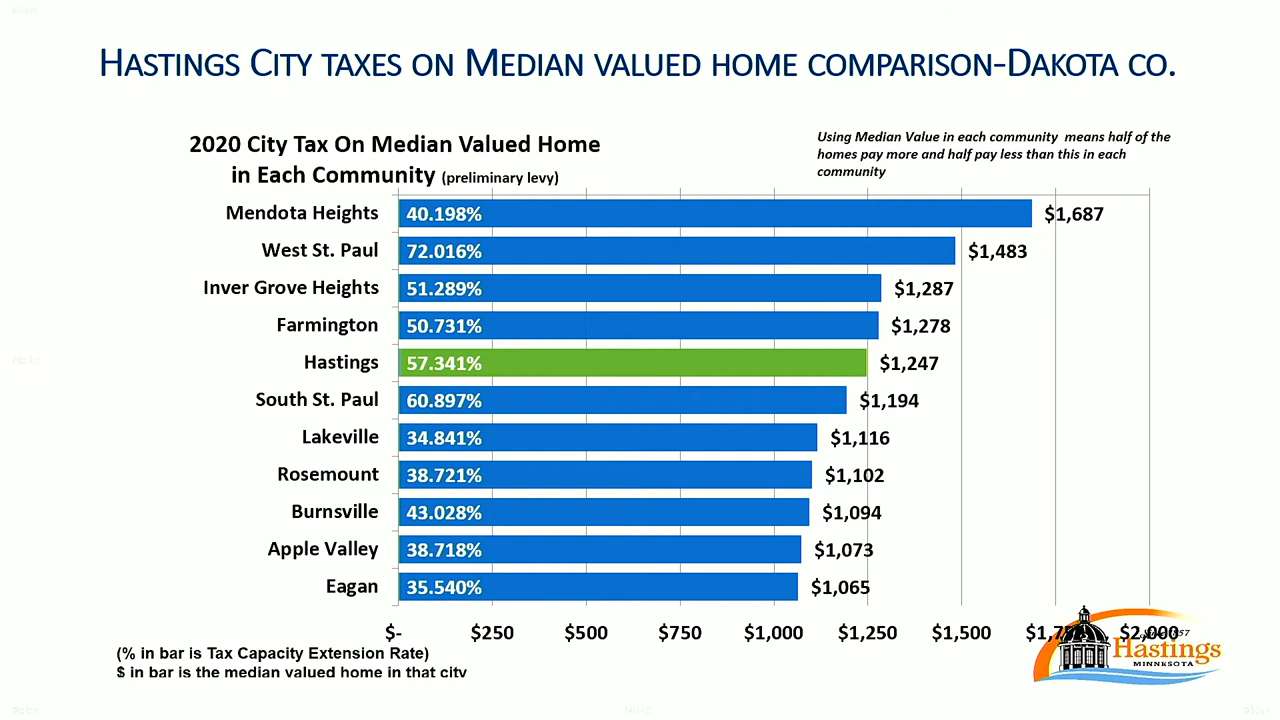 HASTINGS CITY TAXES ON MEDIAN VALUED HOME COMPARISON-DAKOTA CO.
2020 City Tax On Median Valued Home
in Each Community (preliminary levy)
Using Median Value in each community means half of the
homes pay more and half pay less than this in each
community
Mendota Heights 40.198% $1,687
West St. Paul 72.016% $1,483
Inver Grove Heights 51.289% $1,287
Farmington 50.731% $1,278
Hastings 57.341% $1,247
South St. Paul 60.897% $1,194
Lakeville 34.841% $1,116
Rosemount 38.721% $1,102
Burnsville 43.028% $1,094
Apple Valley 38.718% $1,073
Eagan 35.540% $1,065
$- $250 $500 $750 $1,000 $1,250 $1,500 $1,750 $2,000
(% in bar is Tax Capacity Extension Rate)
$ in bar is the median valued home in that city
Hastings
MINNESOTA